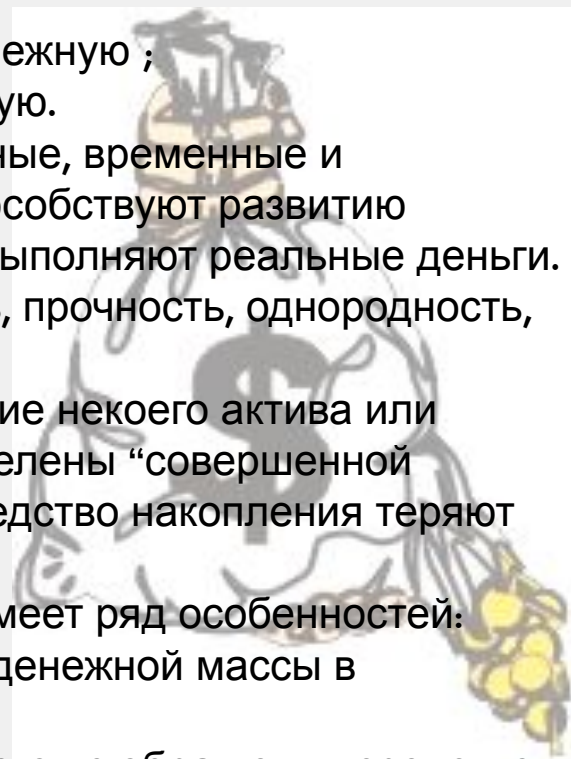 ежную ;
ую.
ные, временные и
особствуют развитию
ыполняют реальные деньги.
, прочность, однородность,
ие некоего актива или
елены “совершенной
едство накопления теряют
меет ряд особенностей:
денежной массы в
$